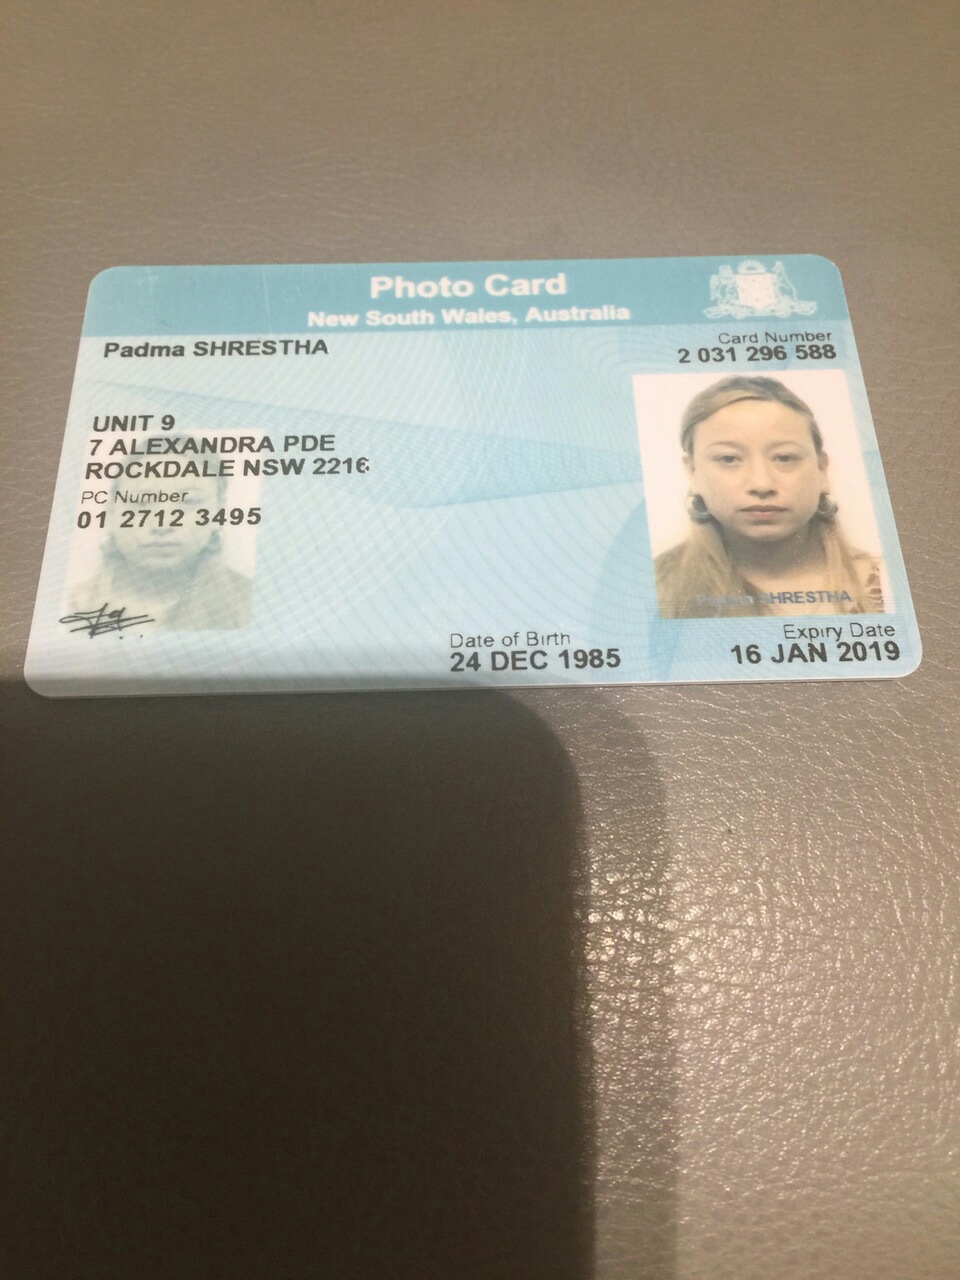 Photo Card
New South Wales, Australia
Padma SHRESTHA
Card Number
2 031 296 588
UNIT 9
7 ALEXANDRA PDE
ROCKDALE NSW 2216
PC Number
01 2712 3495
SHRESTHA
Date of Birth
24 DEC 1985
Expiry Date
16 JAN 2019